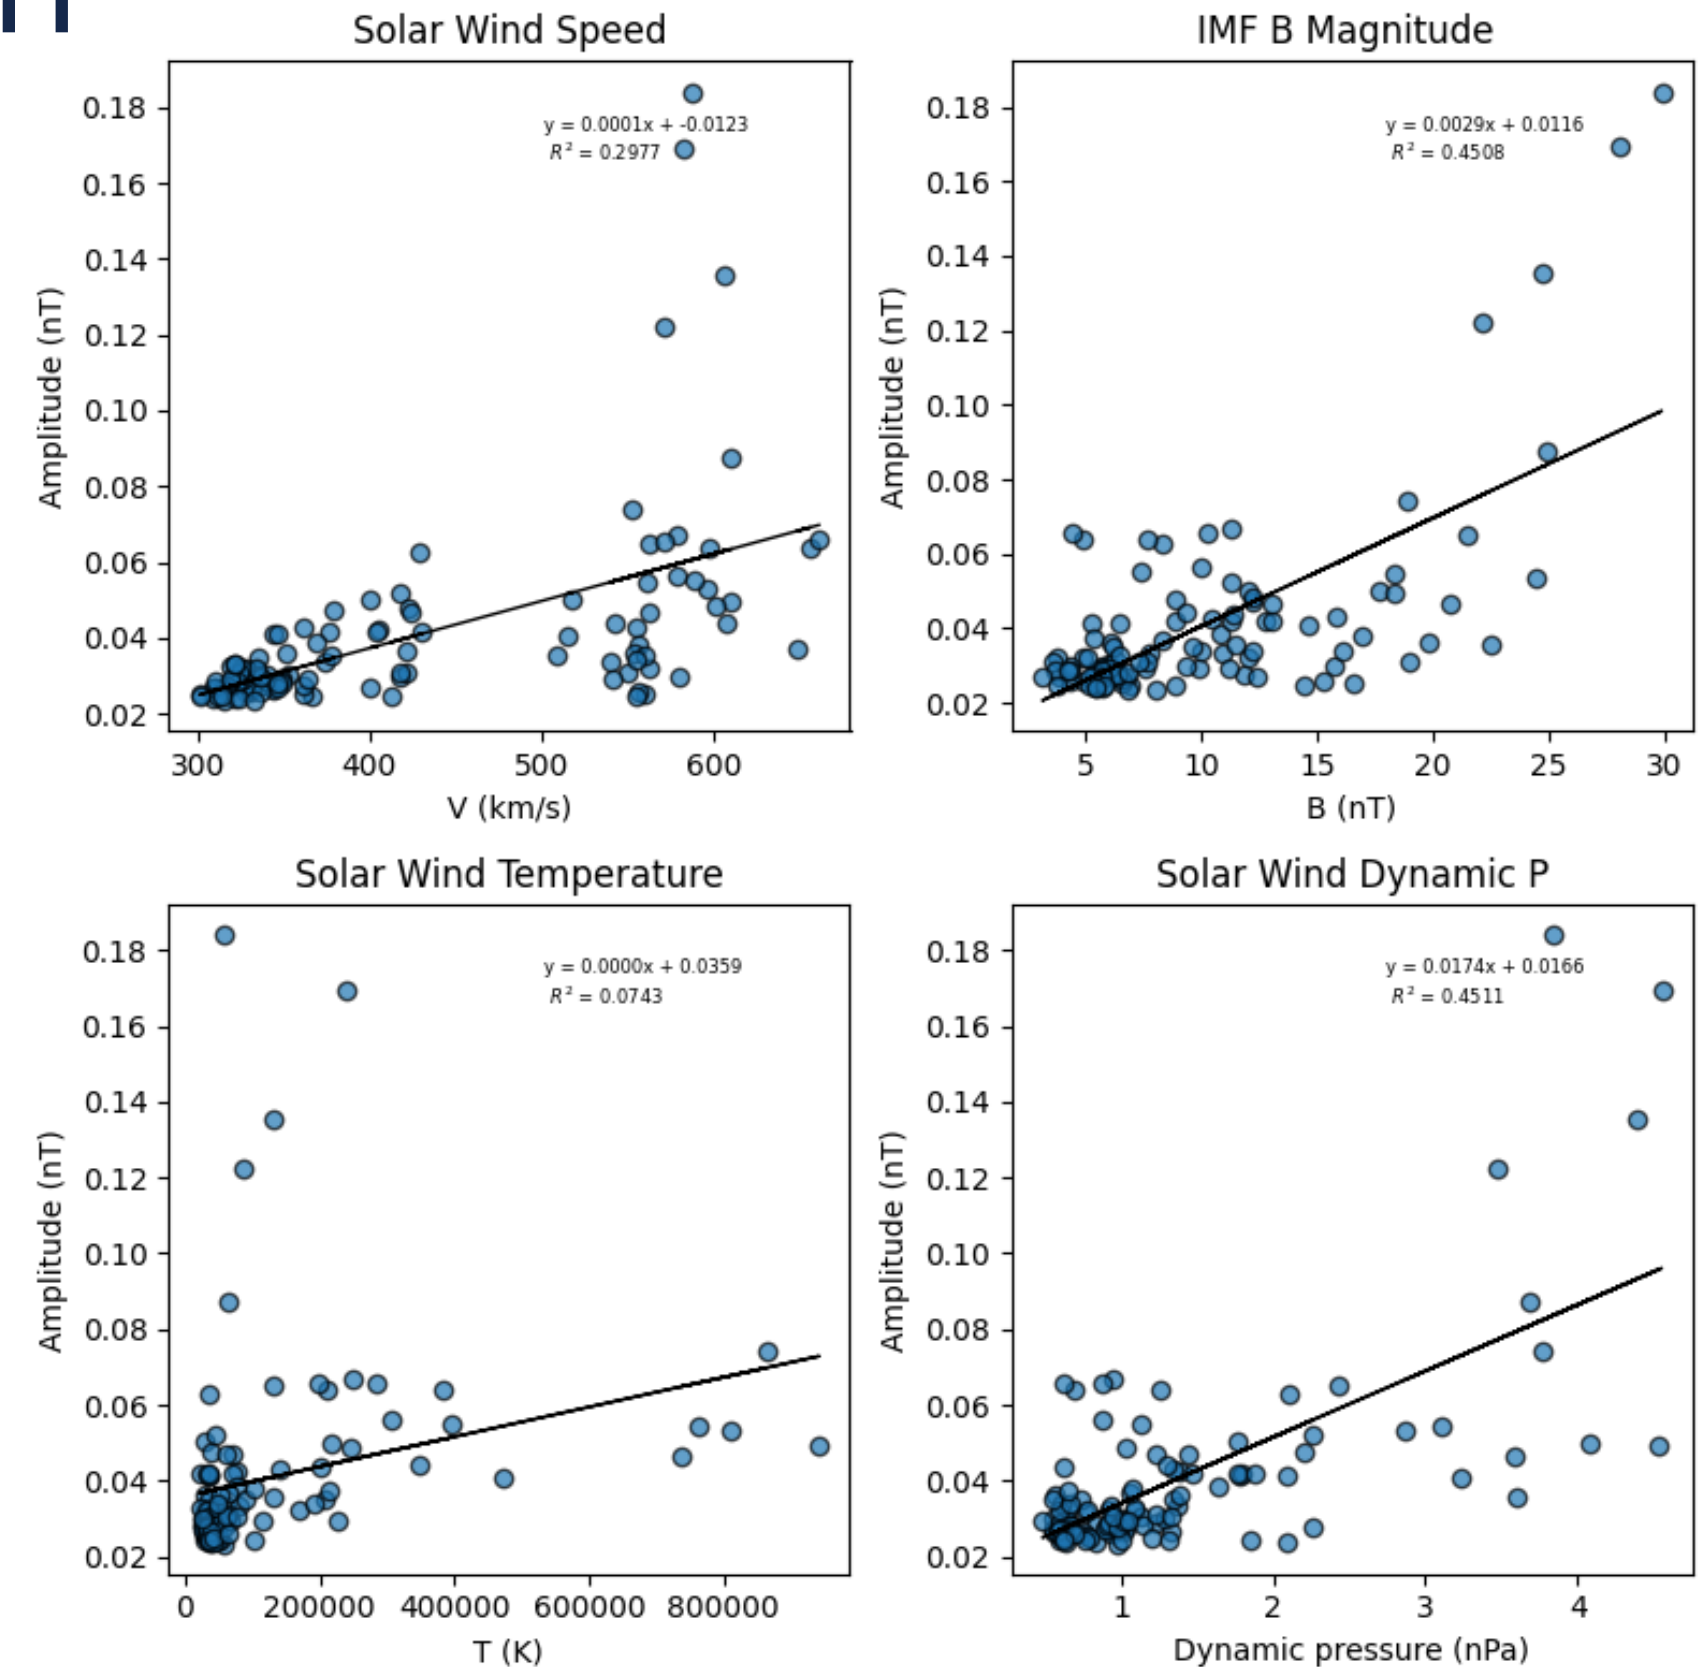 Solar Wind Speed
y = 0.0001x + -0.0123
R² = 0.2977
0.18
0.16
0.14
0.12
0.10
0.08
0.06
0.04
0.02
Amplitude (nT)
300 400 500 600
V (km/s)
IMF B Magnitude
y = 0.0029x + 0.0116
R² = 0.4508
0.18
0.16
0.14
0.12
0.10
0.08
0.06
0.04
0.02
Amplitude (nT)
5 10 15 20 25 30
B (nT)
Solar Wind Temperature
y = 0.0000x + 0.0359
R² = 0.0743
0.18
0.16
0.14
0.12
0.10
0.08
0.06
0.04
0.02
Amplitude (nT)
0 200000 400000 600000 800000
T (K)
Solar Wind Dynamic P
y = 0.0174x + 0.0166
R² = 0.4511
0.18
0.16
0.14
0.12
0.10
0.08
0.06
0.04
0.02
Amplitude (nT)
1 2 3 4
Dynamic pressure (nPa)